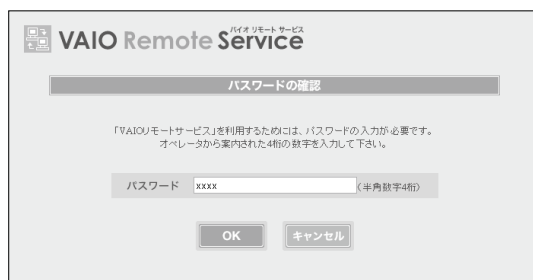 バイオ リモート サービス
VAIO Remote Service
パスワードの確認
「VAIOリモートサービス」を利用するためには、パスワードの入力が必要です。
オペレータから案内された4桁の数字を入力して下さい。
パスワード xxxx （半角数字4桁）
OK キャンセル